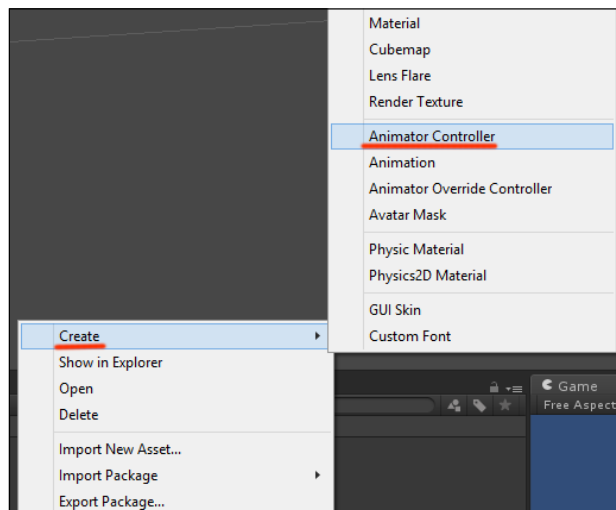 Material
Cubemap
Lens Flare
Render Texture
Animator Controller
Animation
Animator Override Controller
Avatar Mask
Physic Material
Physics2D Material
GUI Skin
Custom Font
Create
Show in Explorer
Open
Delete
Import New Asset...
Import Package
Export Package...
Game
Free Aspect